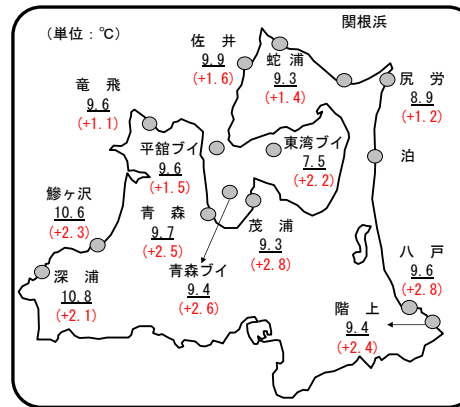 (単位:℃)
関根浜
佐井
9.9
(+1.6)
蛇浦
9.3
(+1.4)
尻労
8.9
(+1.2)
竜飛
9.6
(+1.1)
平舘ブイ
9.6
(+1.5)
東湾ブイ
7.5
(+2.2)
泊
鰺ヶ沢
10.6
(+2.3)
青森
9.7
(+2.5)
茂浦
9.3
(+2.8)
青森ブイ
9.4
(+2.6)
深浦
10.8
(+2.1)
八戸
9.6
(+2.8)
階上
9.4
(+2.4)